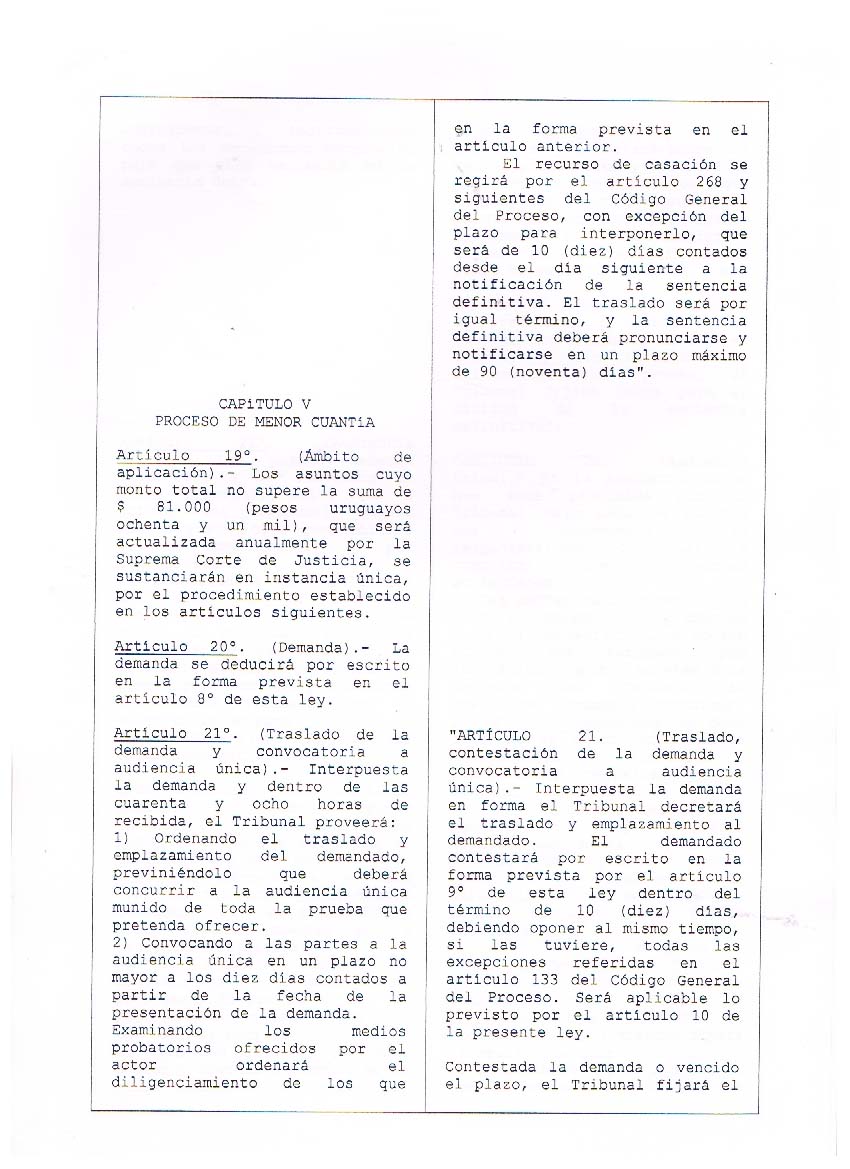 CAPíTULO V
PROCESO DE MENOR CUANTíA
Artículo 19º. (Ámbito de
aplicación).- Los asuntos cuyo
monto total no supere la suma de
$ 81.000 (pesos uruguayos
ochenta y un mil), que será
actualizada anualmente por la
Suprema Corte de Justicia, se
sustanciarán en instancia única,
por el procedimiento establecido
en los artículos siguientes.
Artículo 20º. (Demanda).- La
demanda se deducirá por escrito
en la forma prevista en el
artículo 8º de esta ley.
Artículo 21º. (Traslado de la
demanda y convocatoria a
audiencia única).- Interpuesta
la demanda y dentro de las
cuarenta y ocho horas de
recibida, el Tribunal proveerá:
1) Ordenando el traslado y
emplazamiento del demandado,
previniéndolo que deberá
concurrir a la audiencia única
munido de toda la prueba que
pretenda ofrecer.
2) Convocando a las partes a la
audiencia única en un plazo no
mayor a los diez días contados a
partir de la fecha de la
presentación de la demanda.
Examinando los medios
probatorios ofrecidos por el
actor ordenará el
diligenciamiento de los que
en la forma prevista en el
artículo anterior.
El recurso de casación se
regirá por el artículo 268 y
siguientes del Código General
del Proceso, con excepción del
plazo para interponerlo, que
será de 10 (diez) días contados
desde el día siguiente a la
notificación de la sentencia
definitiva. El traslado será por
igual término, y la sentencia
definitiva deberá pronunciarse y
notificarse en un plazo máximo
de 90 (noventa) días".
"ARTÍCULO 21. (Traslado,
contestación de la demanda y
convocatoria a audiencia
única).- Interpuesta la demanda
en forma el Tribunal decretará
el traslado y emplazamiento al
demandado. El demandado
contestará por escrito en la
forma prevista por el artículo
9º de esta ley dentro del
término de 10 (diez) días,
debiendo oponer al mismo tiempo,
si las tuviere, todas las
excepciones referidas en el
artículo 133 del Código General
del Proceso. Será aplicable lo
previsto por el artículo 10 de
la presente ley.
Contestada la demanda o vencido
el plazo, el Tribunal fijará el